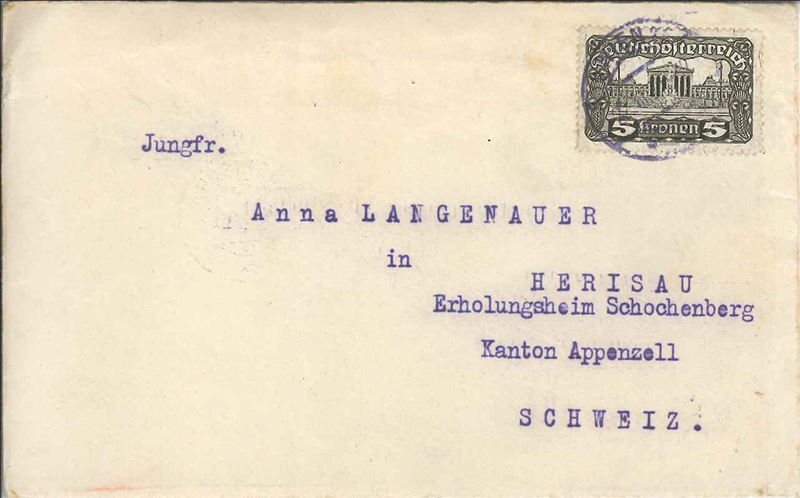 Deutschösterreich
5 Kronen 5
Jungfr.
Anna LANGENAUER
in
HERISAU
Erholungsheim Schochenberg
Kanton Appenzell
SCHWEIZ.